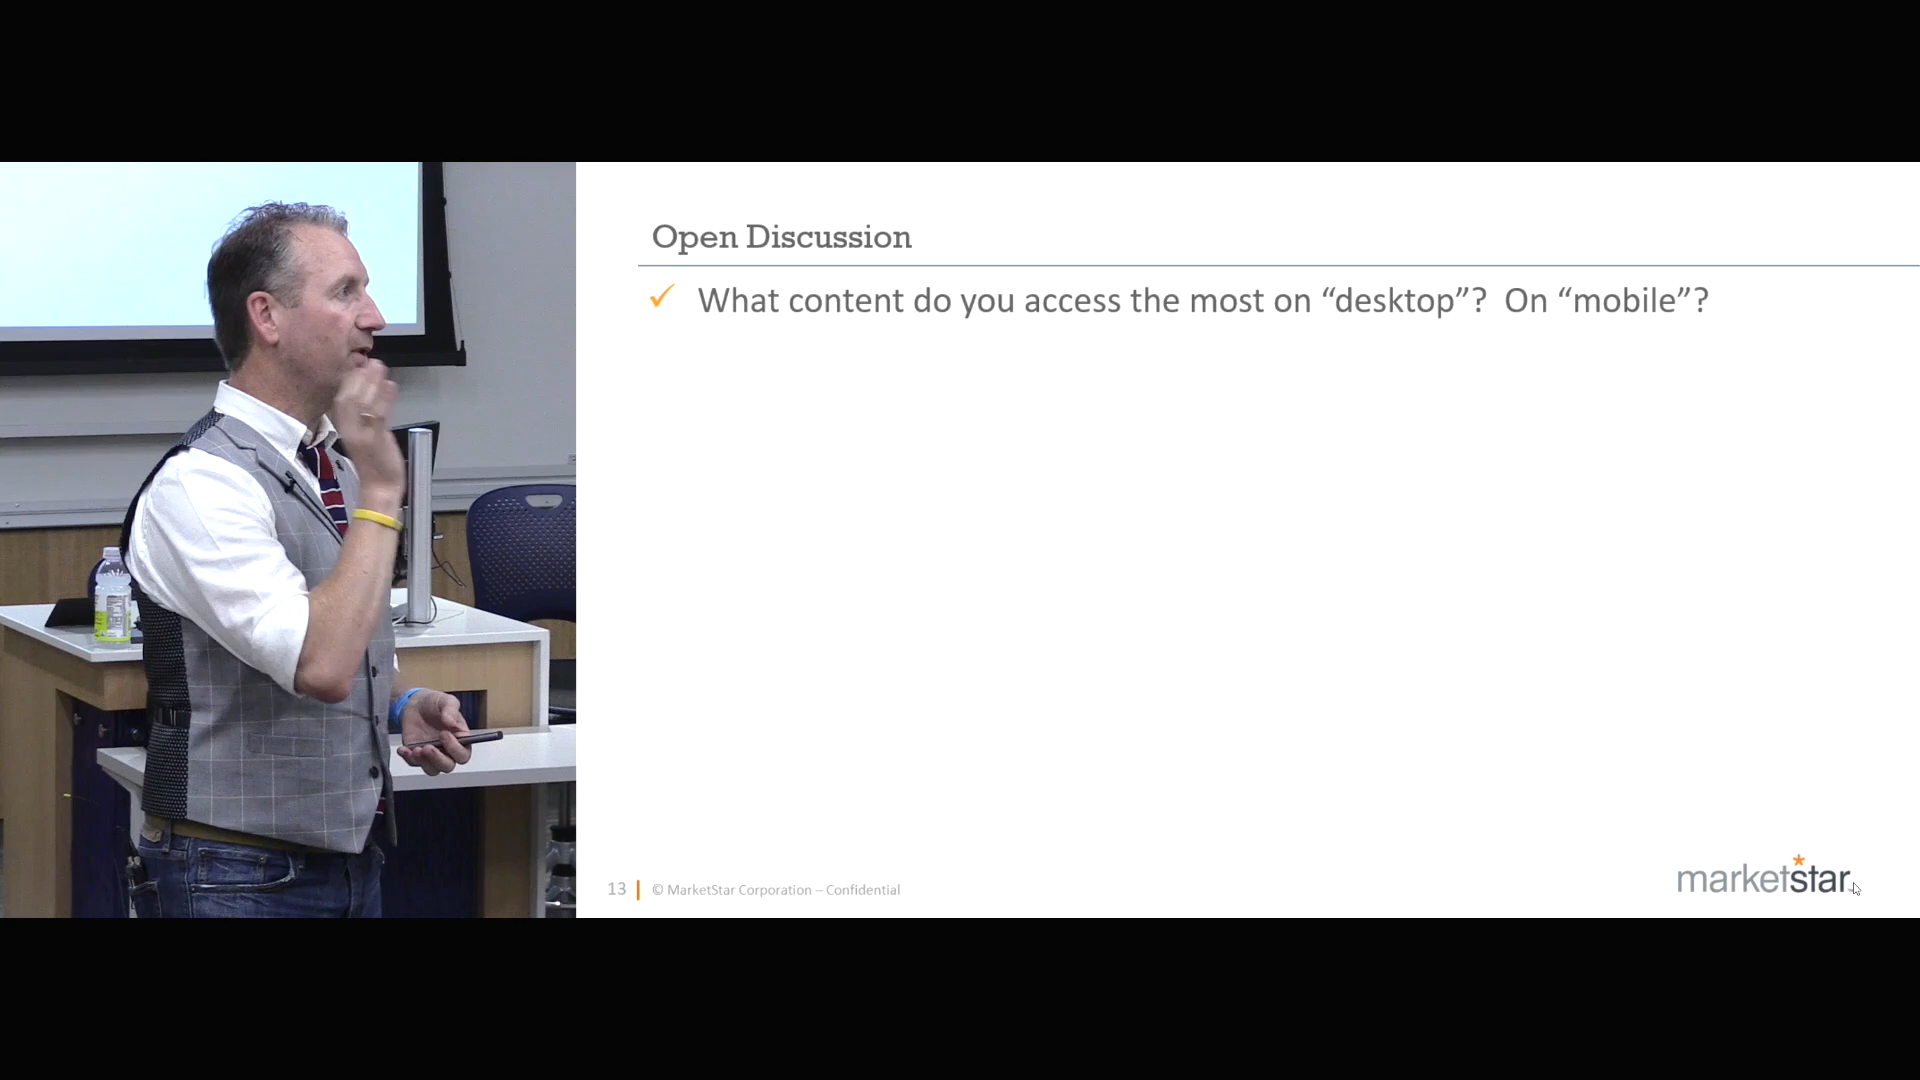 Open Discussion
✓ What content do you access the most on “desktop”? On “mobile”?
13 | © MarketStar Corporation – Confidential
marketstar